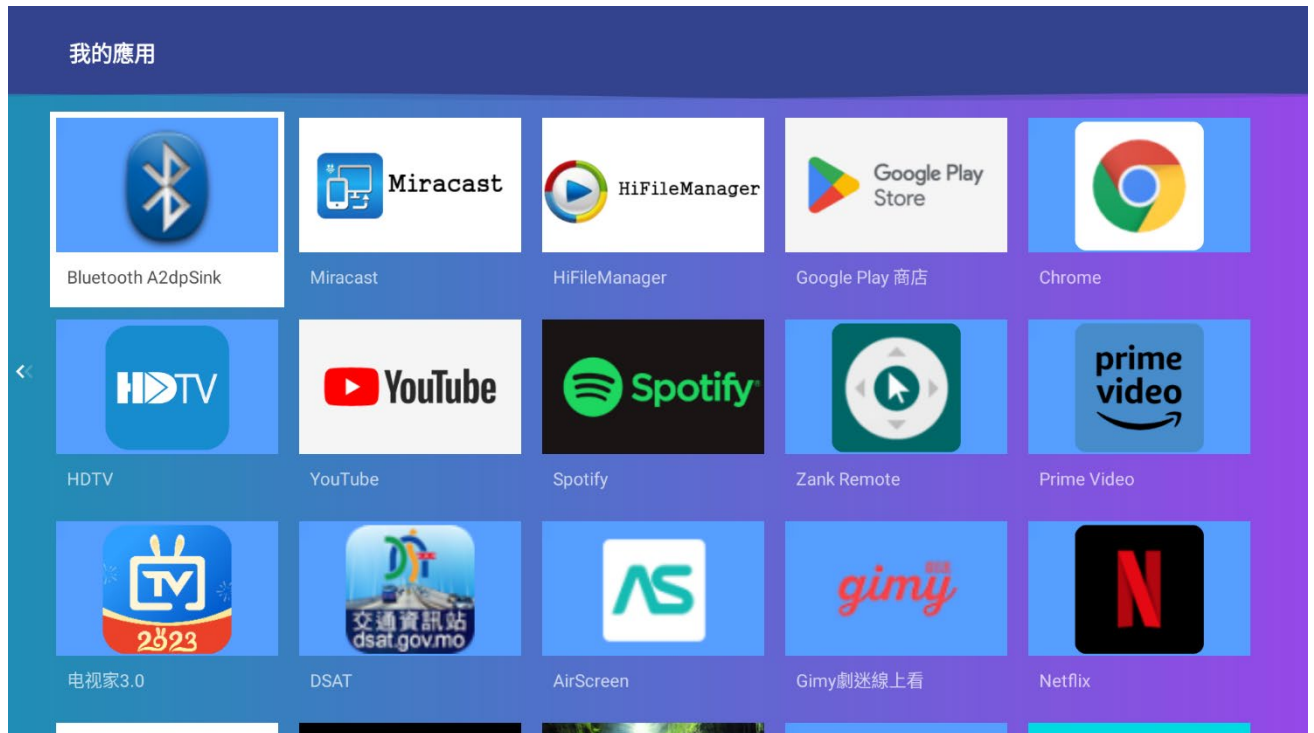 我的應用
Miracast
HiFileManager
Google Play
Store
Bluetooth A2dpSink
Miracast
HiFileManager
Google Play 商店
Chrome
HDTV
YouTube
Spotify
prime
video
HDTV
YouTube
Spotify
Zank Remote
Prime Video
TV
2023
交通資訊站
dsat.gov.mo
AS
gimy
N
电视家3.0
DSAT
AirScreen
Gimy劇迷線上看
Netflix